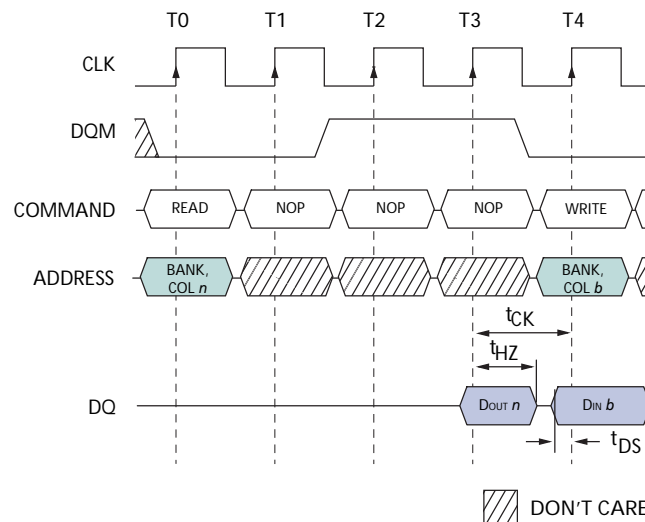 T0 T1 T2 T3 T4
CLK
DQM
COMMAND READ NOP NOP NOP WRITE
ADDRESS BANK, COL n BANK, COL b
tCK
tHZ
DQ DOUT n DIN b
tDS
DON'T CARE